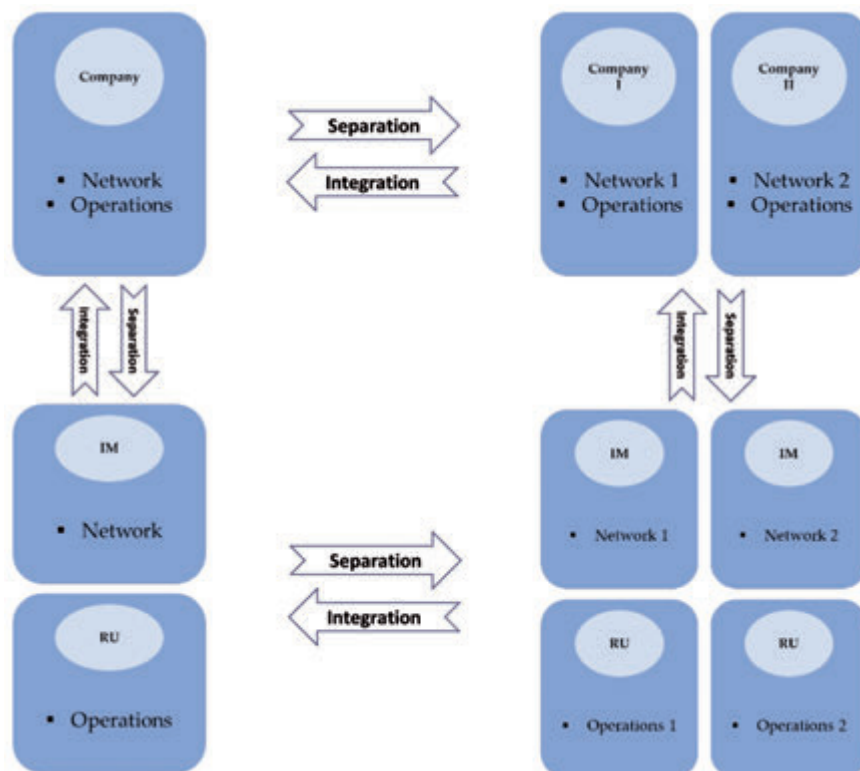 Company
▪ Network
▪ Operations
Separation
Integration
Company
I
▪ Network 1
▪ Operations
Company
II
▪ Network 2
▪ Operations
Integration
Separation
Integration
Separation
IM
▪ Network
RU
▪ Operations
Separation
Integration
IM
▪ Network 1
IM
▪ Network 2
RU
▪ Operations 1
RU
▪ Operations 2